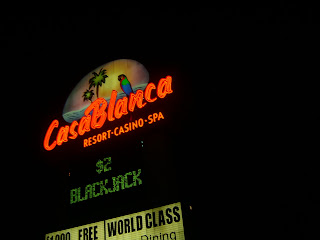 CasaBlanca
RESORT-CASINO-SPA
$2
BLACKJACK
FREE WORLD CLASS
Dining